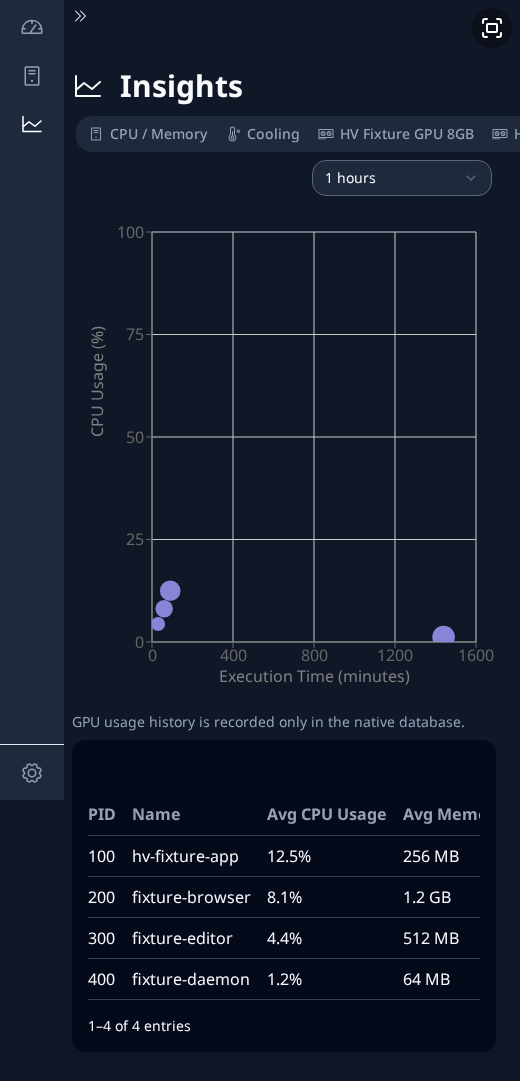 Insights
CPU / Memory Cooling HV Fixture GPU 8GB H
1 hours
100
75
50
25
0
CPU Usage (%)
0 400 800 1200 1600
Execution Time (minutes)
GPU usage history is recorded only in the native database.
PID Name Avg CPU Usage Avg Mem
100 hv-fixture-app 12.5% 256 MB
200 fixture-browser 8.1% 1.2 GB
300 fixture-editor 4.4% 512 MB
400 fixture-daemon 1.2% 64 MB
1–4 of 4 entries